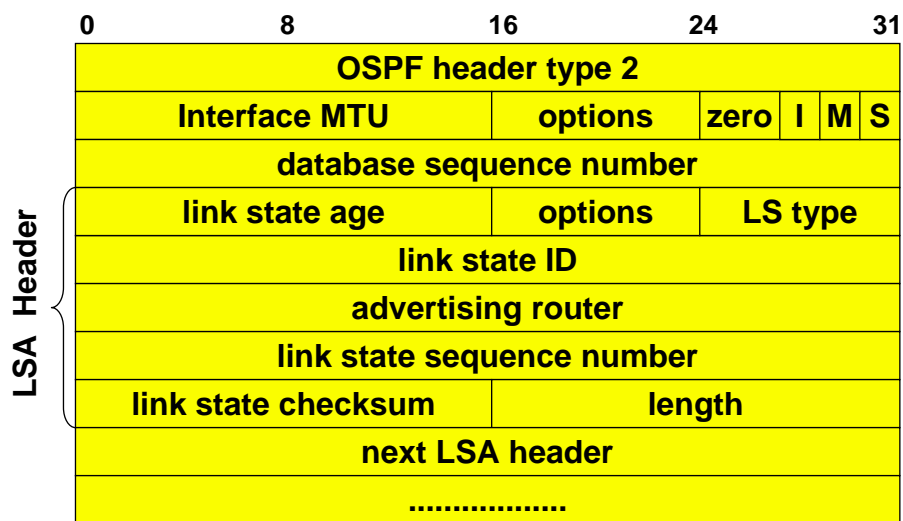 0 8 16 24 31
OSPF header type 2
Interface MTU options zero I M S
database sequence number
link state age options LS type
link state ID
advertising router
link state sequence number
link state checksum length
next LSA header
..................
LSA Header